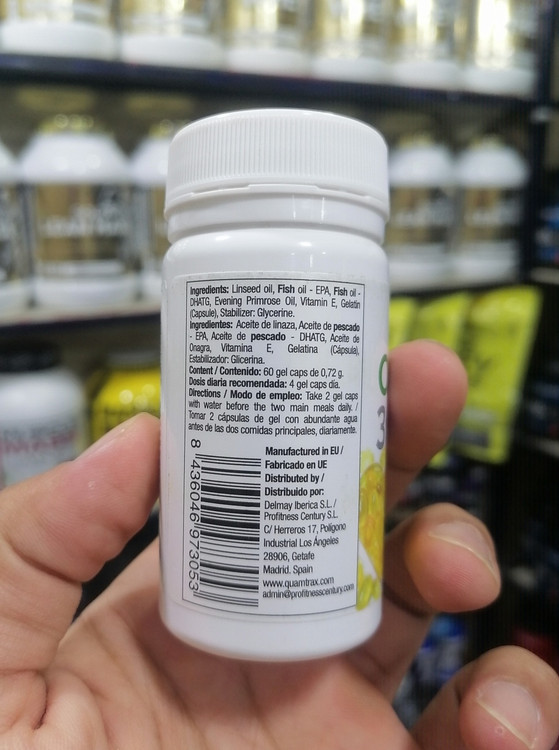 Ingredients: Linseed oil, Fish oil - EPA, Fish oil -
DHATG, Evening Primrose Oil, Vitamin E, Gelatin
(Capsule), Stabilizer: Glycerine.
Ingredientes: Aceite de linaza, Aceite de pescado
- EPA, Aceite de pescado - DHATG, Aceite de
Onagra, Vitamina E, Gelatina (Cápsula),
Estabilizador: Glicerina.
Content / Contenido: 60 gel caps de 0,72 g.
Dosis diaria recomendada: 4 gel caps día.
Directions / Modo de empleo: Take 2 gel caps
with water before the two main meals daily. /
Tomar 2 cápsulas de gel con abundante agua
antes de las dos comidas principales, diariamente.
8 436046 973053
Manufactured in EU /
Fabricado en UE
Distributed by /
Distribuido por:
Delmay Iberica S.L. /
Profitness Century S.L.
C/ Herreros 17, Polígono
Industrial Los Ángeles
28906, Getafe
Madrid. Spain
www.quamtrax.com
admin@profitnesscentury.com